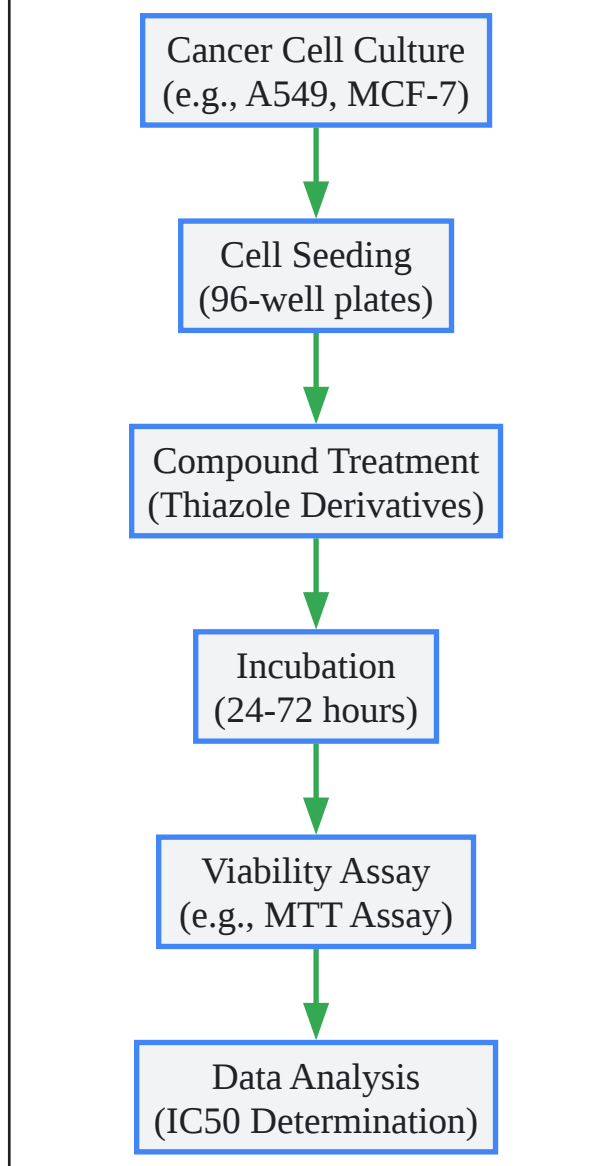 Cancer Cell Culture
(e.g., A549, MCF-7)
Cell Seeding
(96-well plates)
Compound Treatment
(Thiazole Derivatives)
Incubation
(24-72 hours)
Viability Assay
(e.g., MTT Assay)
Data Analysis
(IC50 Determination)